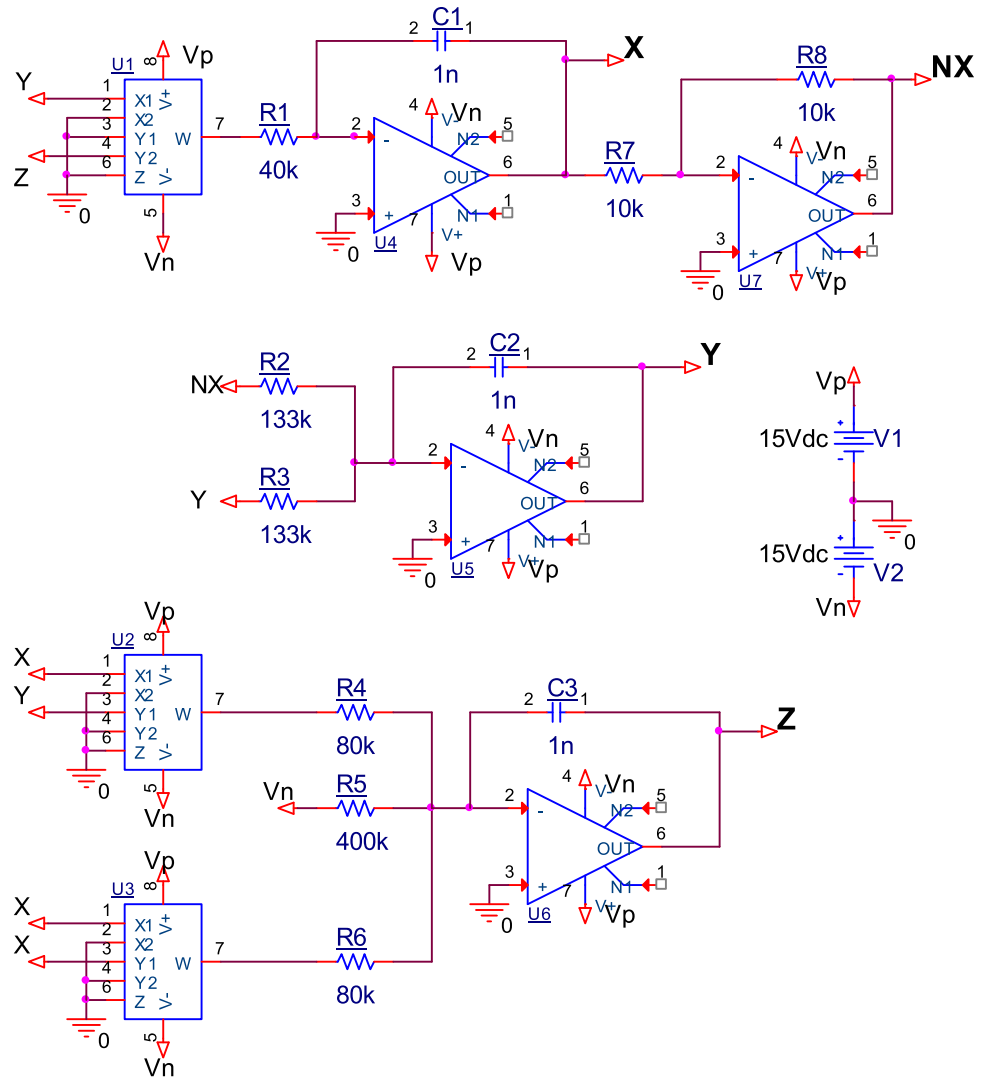 C1
2 1
1n
X
U1
8
Vp
Y
1 X1 V+
2 X2
3 Y1 W 7
4 Y2
6 Z V-
Z
0
5
Vn
R1
40k
4 Vn
V-
2 - N2 5
OUT 6
3 + N1 1
7 V+
0
U4
Vp
R7
10k
R8
10k
NX
4 Vn
V-
2 - N2 5
OUT 6
3 + N1 1
7 V+
0
U7
Vp
NX
R2
133k
Y
R3
133k
C2
2 1
1n
Y
4 Vn
V-
2 - N2 5
OUT 6
3 + N1 1
7 V+
0
U5
Vp
Vp
+
15Vdc V1
-
0
+
15Vdc V2
-
Vn
Vp
U2
8
X
1 X1 V+
2 X2
Y
3 Y1 W 7
4 Y2
6 Z V-
0
5
Vn
R4
80k
Vn
R5
400k
C3
2 1
1n
Z
4 Vn
V-
2 - N2 5
OUT 6
3 + N1 1
7 V+
0
U6
Vp
Vp
U3
8
X
1 X1 V+
2 X2
X
3 Y1 W 7
4 Y2
6 Z V-
0
5
Vn
R6
80k